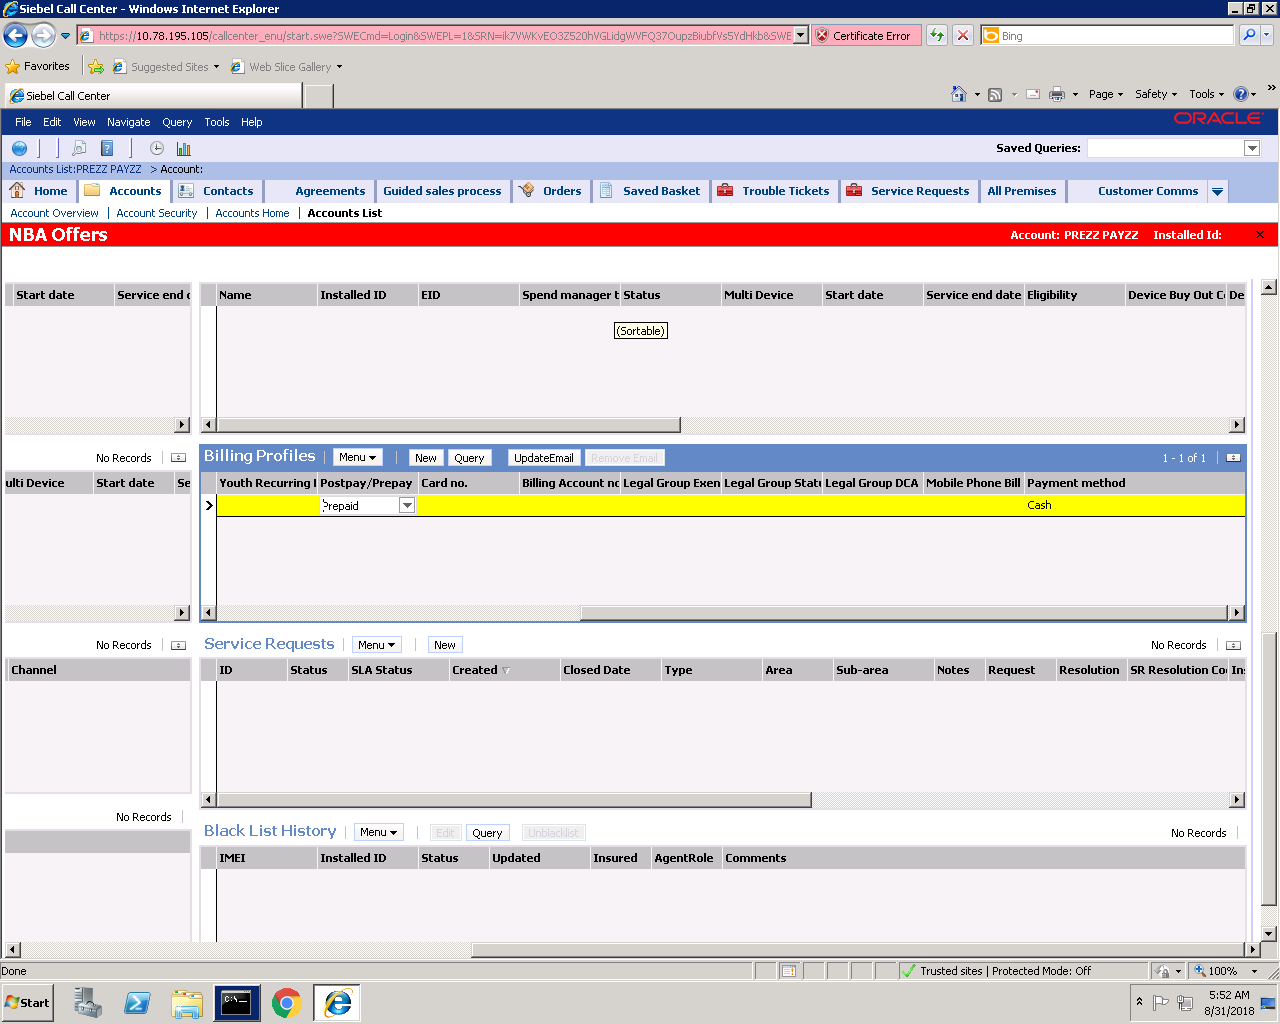 Siebel Call Center - Windows Internet Explorer
https://10.78.195.105/callcenter_enu/start.swe?SWECmd=Login&SWEPL=1&SRN=ik7VWKvEO3Z520hVGLidgWVFQ37OupzBiubfVs5YdHkb&SWE
Certificate Error
Bing
Favorites
Suggested Sites
Web Slice Gallery
Siebel Call Center
Page
Safety
Tools
File Edit View Navigate Query Tools Help
ORACLE
Saved Queries:
Accounts List:PREZZ PAYZZ > Account:
Home Accounts Contacts Agreements Guided sales process Orders Saved Basket Trouble Tickets Service Requests All Premises Customer Comms
Account Overview | Account Security | Accounts Home | Accounts List
NBA Offers
Account: PREZZ PAYZZ Installed Id:
Start date Service end d Name Installed ID EID Spend manager t Status Multi Device Start date Service end date Eligibility Device Buy Out C De
(Sortable)
No Records
Billing Profiles Menu New Query UpdateEmail Remove Email 1 - 1 of 1
ulti Device Start date Se
Youth Recurring Postpay/Prepay Card no. Billing Account no Legal Group Exen Legal Group Statu Legal Group DCA Mobile Phone Bill Payment method
Prepaid Cash
No Records
Service Requests Menu New No Records
Channel
ID Status SLA Status Created Closed Date Type Area Sub-area Notes Request Resolution SR Resolution Co Ins
No Records
Black List History Menu Edit Query Unblacklist No Records
IMEI Installed ID Status Updated Insured AgentRole Comments
Done
Trusted sites | Protected Mode: Off
100%
Start
C:\
5:52 AM
8/31/2018